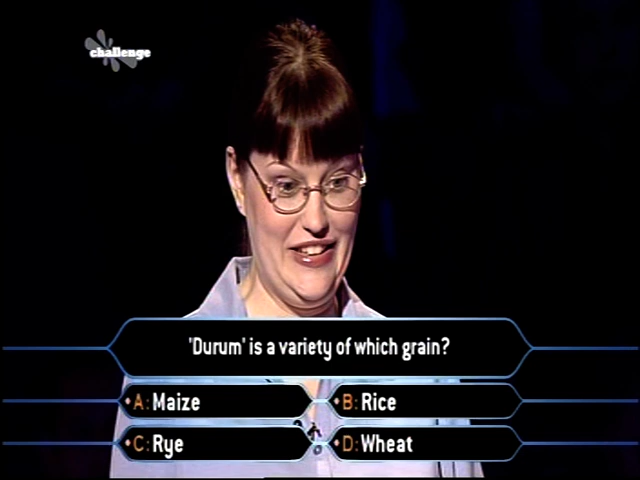 challenge
'Durum' is a variety of which grain?
A: Maize
B: Rice
C: Rye
D: Wheat